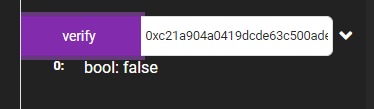 verify 0xc21a904a0419dcde63c500ade
0: bool: false